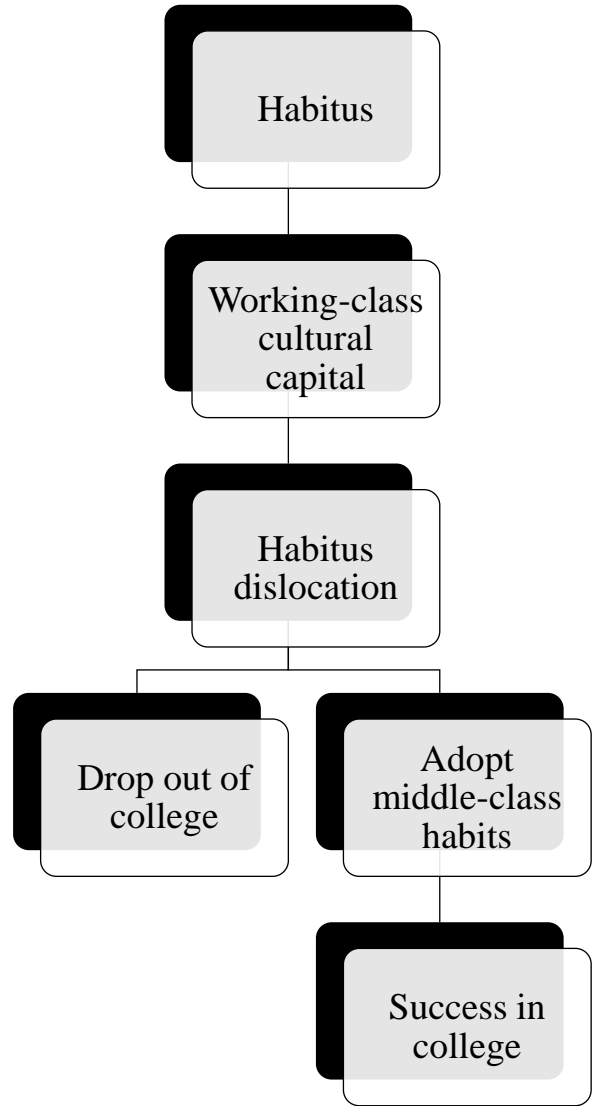 Habitus
Working-class
cultural
capital
Habitus
dislocation
Drop out of
college
Adopt
middle-class
habits
Success in
college